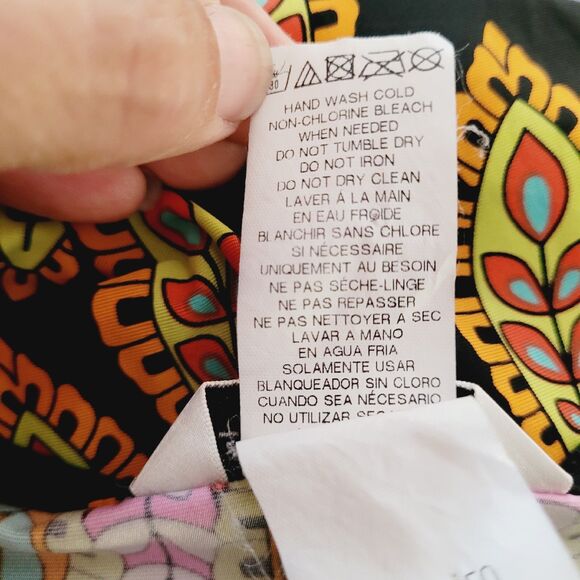 30
HAND WASH COLD
NON-CHLORINE BLEACH
WHEN NEEDED
DO NOT TUMBLE DRY
DO NOT IRON
DO NOT DRY CLEAN
LAVER À LA MAIN
EN EAU FROIDE
BLANCHIR SANS CHLORE
SI NÉCESSAIRE
UNIQUEMENT AU BESOIN
NE PAS SÈCHE-LINGE
NE PAS REPASSER
NE PAS NETTOYER A SEC
LAVAR A MANO
EN AGUA FRIA
SOLAMENTE USAR
BLANQUEADOR SIN CLORO
CUANDO SEA NECESARIO
NO UTILIZAR